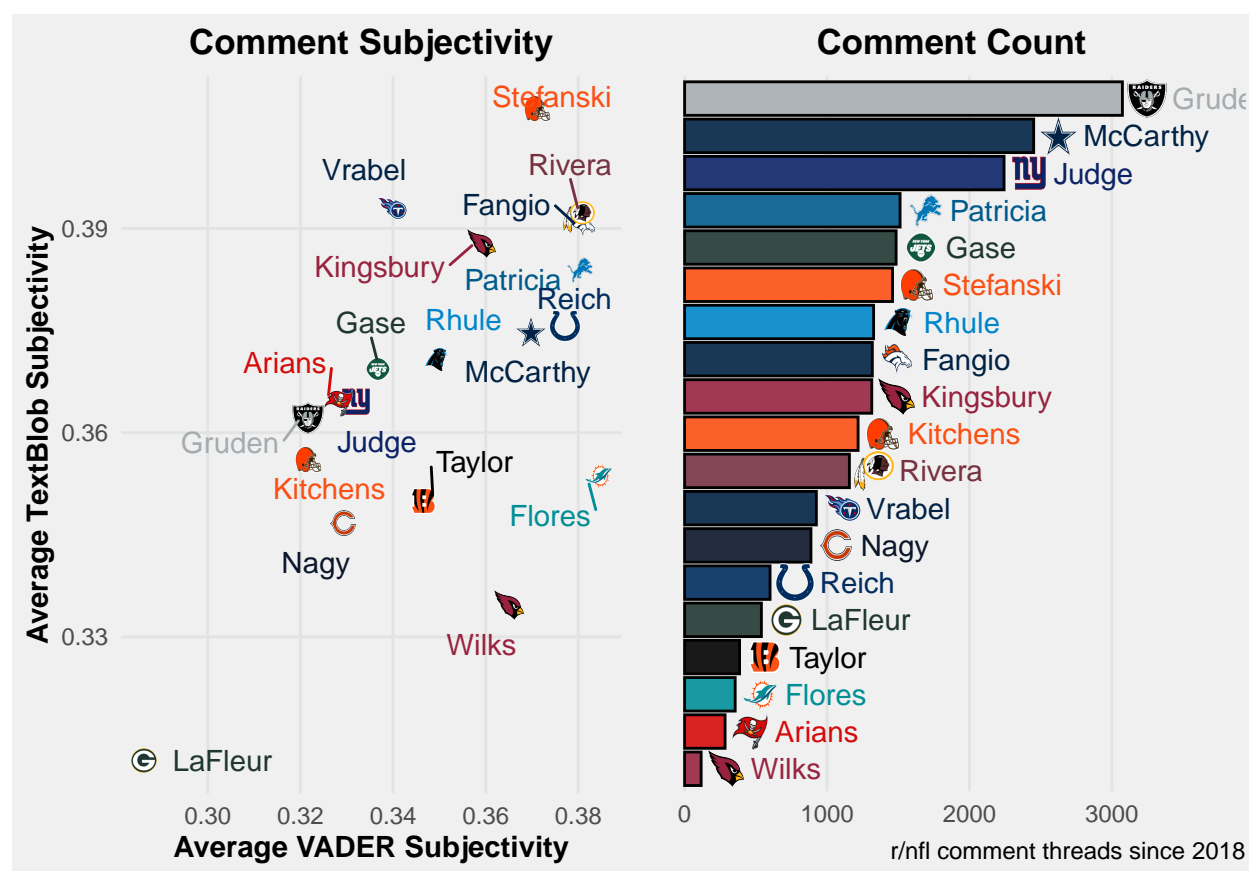 Comment Subjectivity
Stefanski
Vrabel
Rivera
Fangio
Kingsbury
Patricia
Reich
Gase
Rhule
Arians
McCarthy
Gruden
Judge
Taylor
Kitchens
Flores
Nagy
Wilks
LaFleur
0.39
0.36
0.33
0.30
0.32
0.34
0.36
0.38
Average TextBlob Subjectivity
Average VADER Subjectivity
Comment Count
RAIDERS
Grude
McCarthy
ny
Judge
Patricia
JETS
Gase
Stefanski
Rhule
Fangio
Kingsbury
Kitchens
Rivera
Vrabel
Nagy
Reich
G
LaFleur
Taylor
Flores
Arians
Wilks
0
1000
2000
3000
r/nfl comment threads since 2018